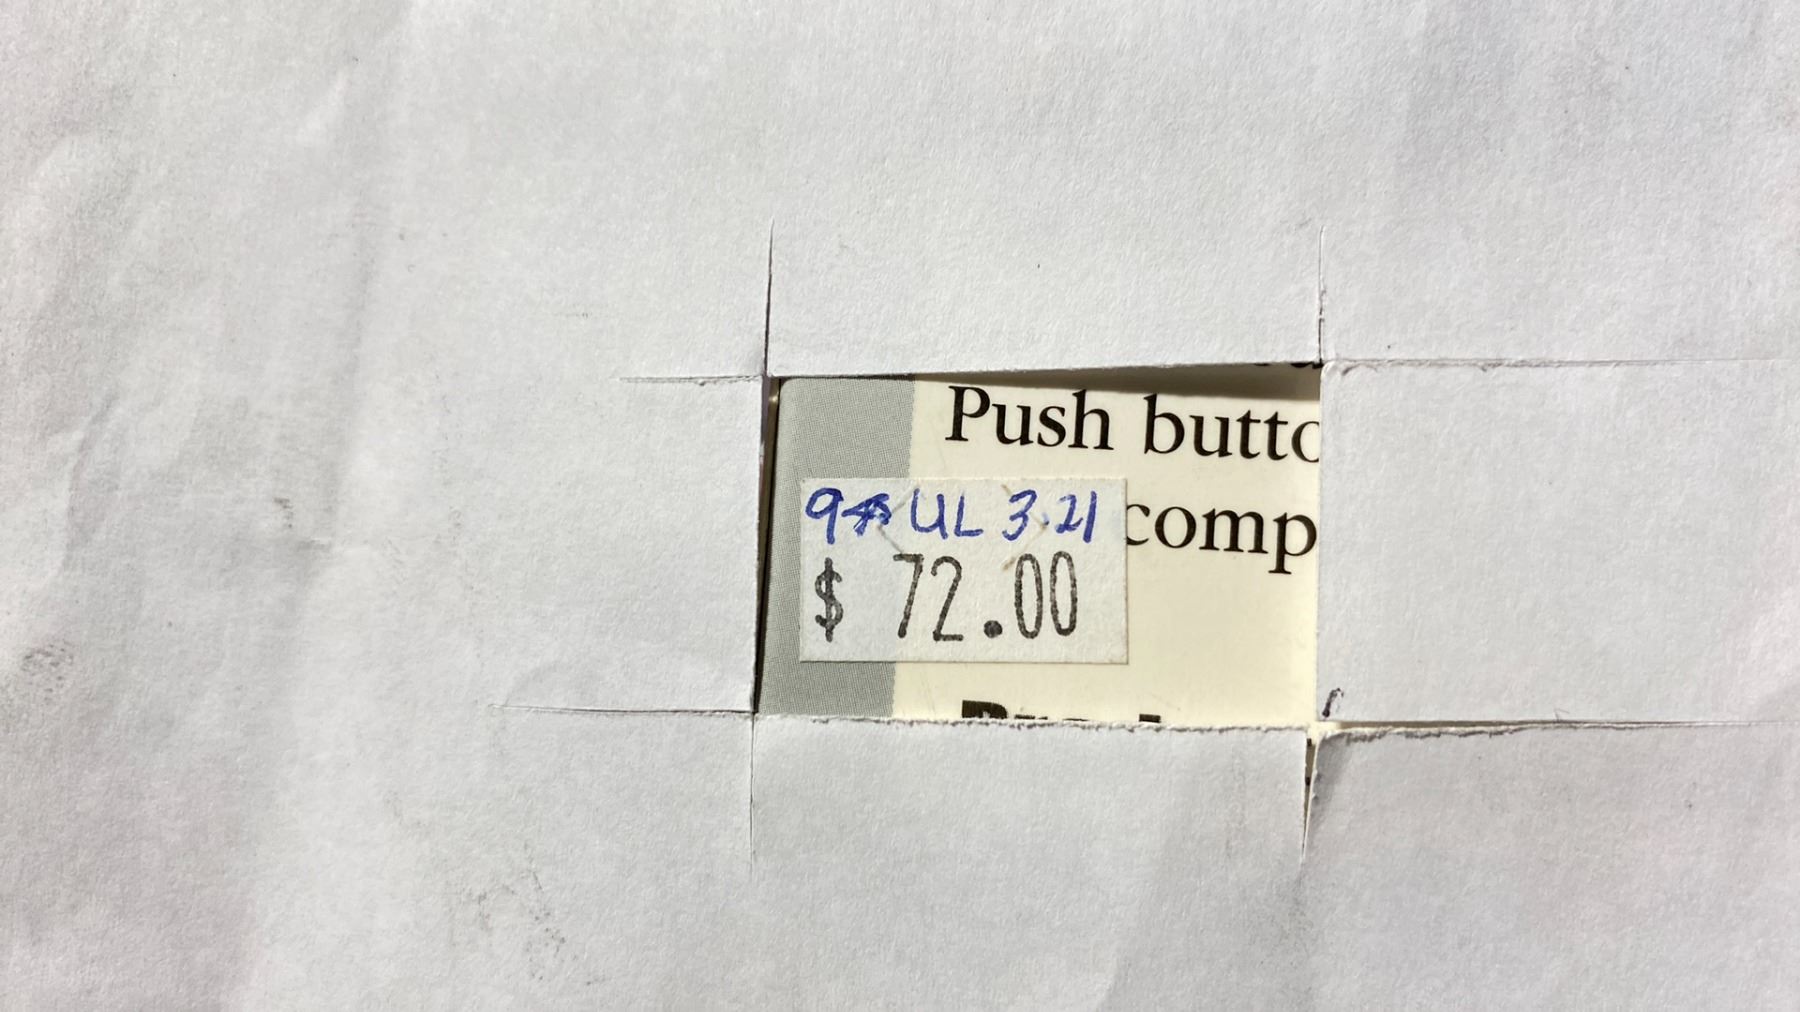 Push butto
9 UL 3.21
comp
$ 72.00